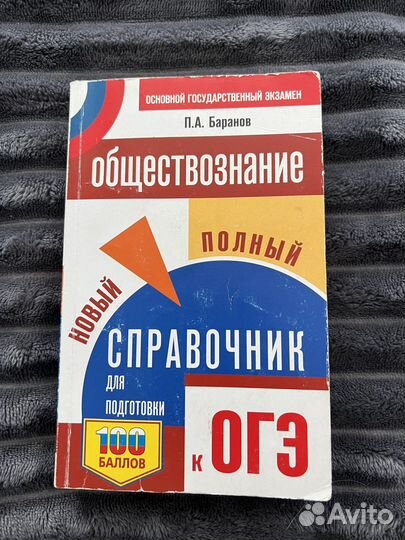 ОСНОВНОЙ ГОСУДАРСТВЕННЫЙ ЭКЗАМЕН
П.А. Баранов
ОБЩЕСТВОЗНАНИЕ
НОВЫЙ
ПОЛНЫЙ
СПРАВОЧНИК
ДЛЯ
ПОДГОТОВКИ
100
БАЛЛОВ
к ОГЭ
Avito